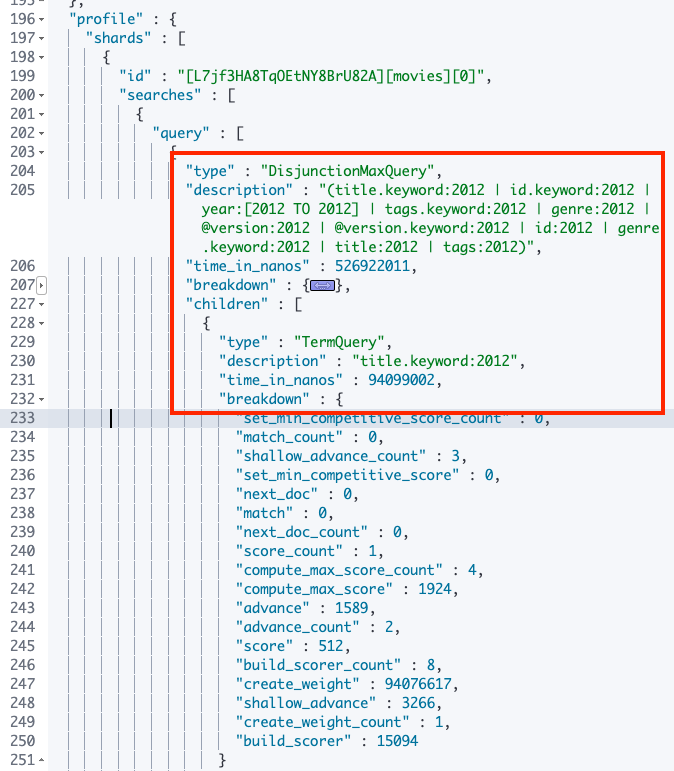 195 },
196 "profile" : {
197 "shards" : [
198 {
199 "id" : "[L7jf3HA8TqOEtNY8BrU82A][movies][0]",
200 "searches" : [
201 {
202 "query" : [
203 {
204 "type" : "DisjunctionMaxQuery",
205 "description" : "(title.keyword:2012 | id.keyword:2012 |
year:[2012 TO 2012] | tags.keyword:2012 | genre:2012 |
@version:2012 | @version.keyword:2012 | id:2012 | genre
.keyword:2012 | title:2012 | tags:2012)",
206 "time_in_nanos" : 526922011,
207 "breakdown" : {},
227 "children" : [
228 {
229 "type" : "TermQuery",
230 "description" : "title.keyword:2012",
231 "time_in_nanos" : 94099002,
232 "breakdown" : {
233 "set_min_competitive_score_count" : 0,
234 "match_count" : 0,
235 "shallow_advance_count" : 3,
236 "set_min_competitive_score" : 0,
237 "next_doc" : 0,
238 "match" : 0,
239 "next_doc_count" : 0,
240 "score_count" : 1,
241 "compute_max_score_count" : 4,
242 "compute_max_score" : 1924,
243 "advance" : 1589,
244 "advance_count" : 2,
245 "score" : 512,
246 "build_scorer_count" : 8,
247 "create_weight" : 94076617,
248 "shallow_advance" : 3266,
249 "create_weight_count" : 1,
250 "build_scorer" : 15094
251 }